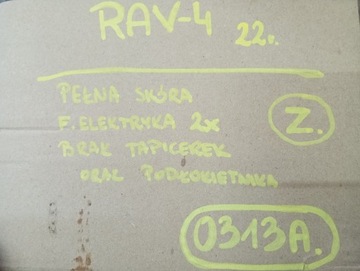 RAV-4 22r.
PEŁNA SKÓRA
F. ELEKTRYKA 2x
BRAK TAPICEREK
ORAZ PODŁOKIETNIKA
Z.
0313A.